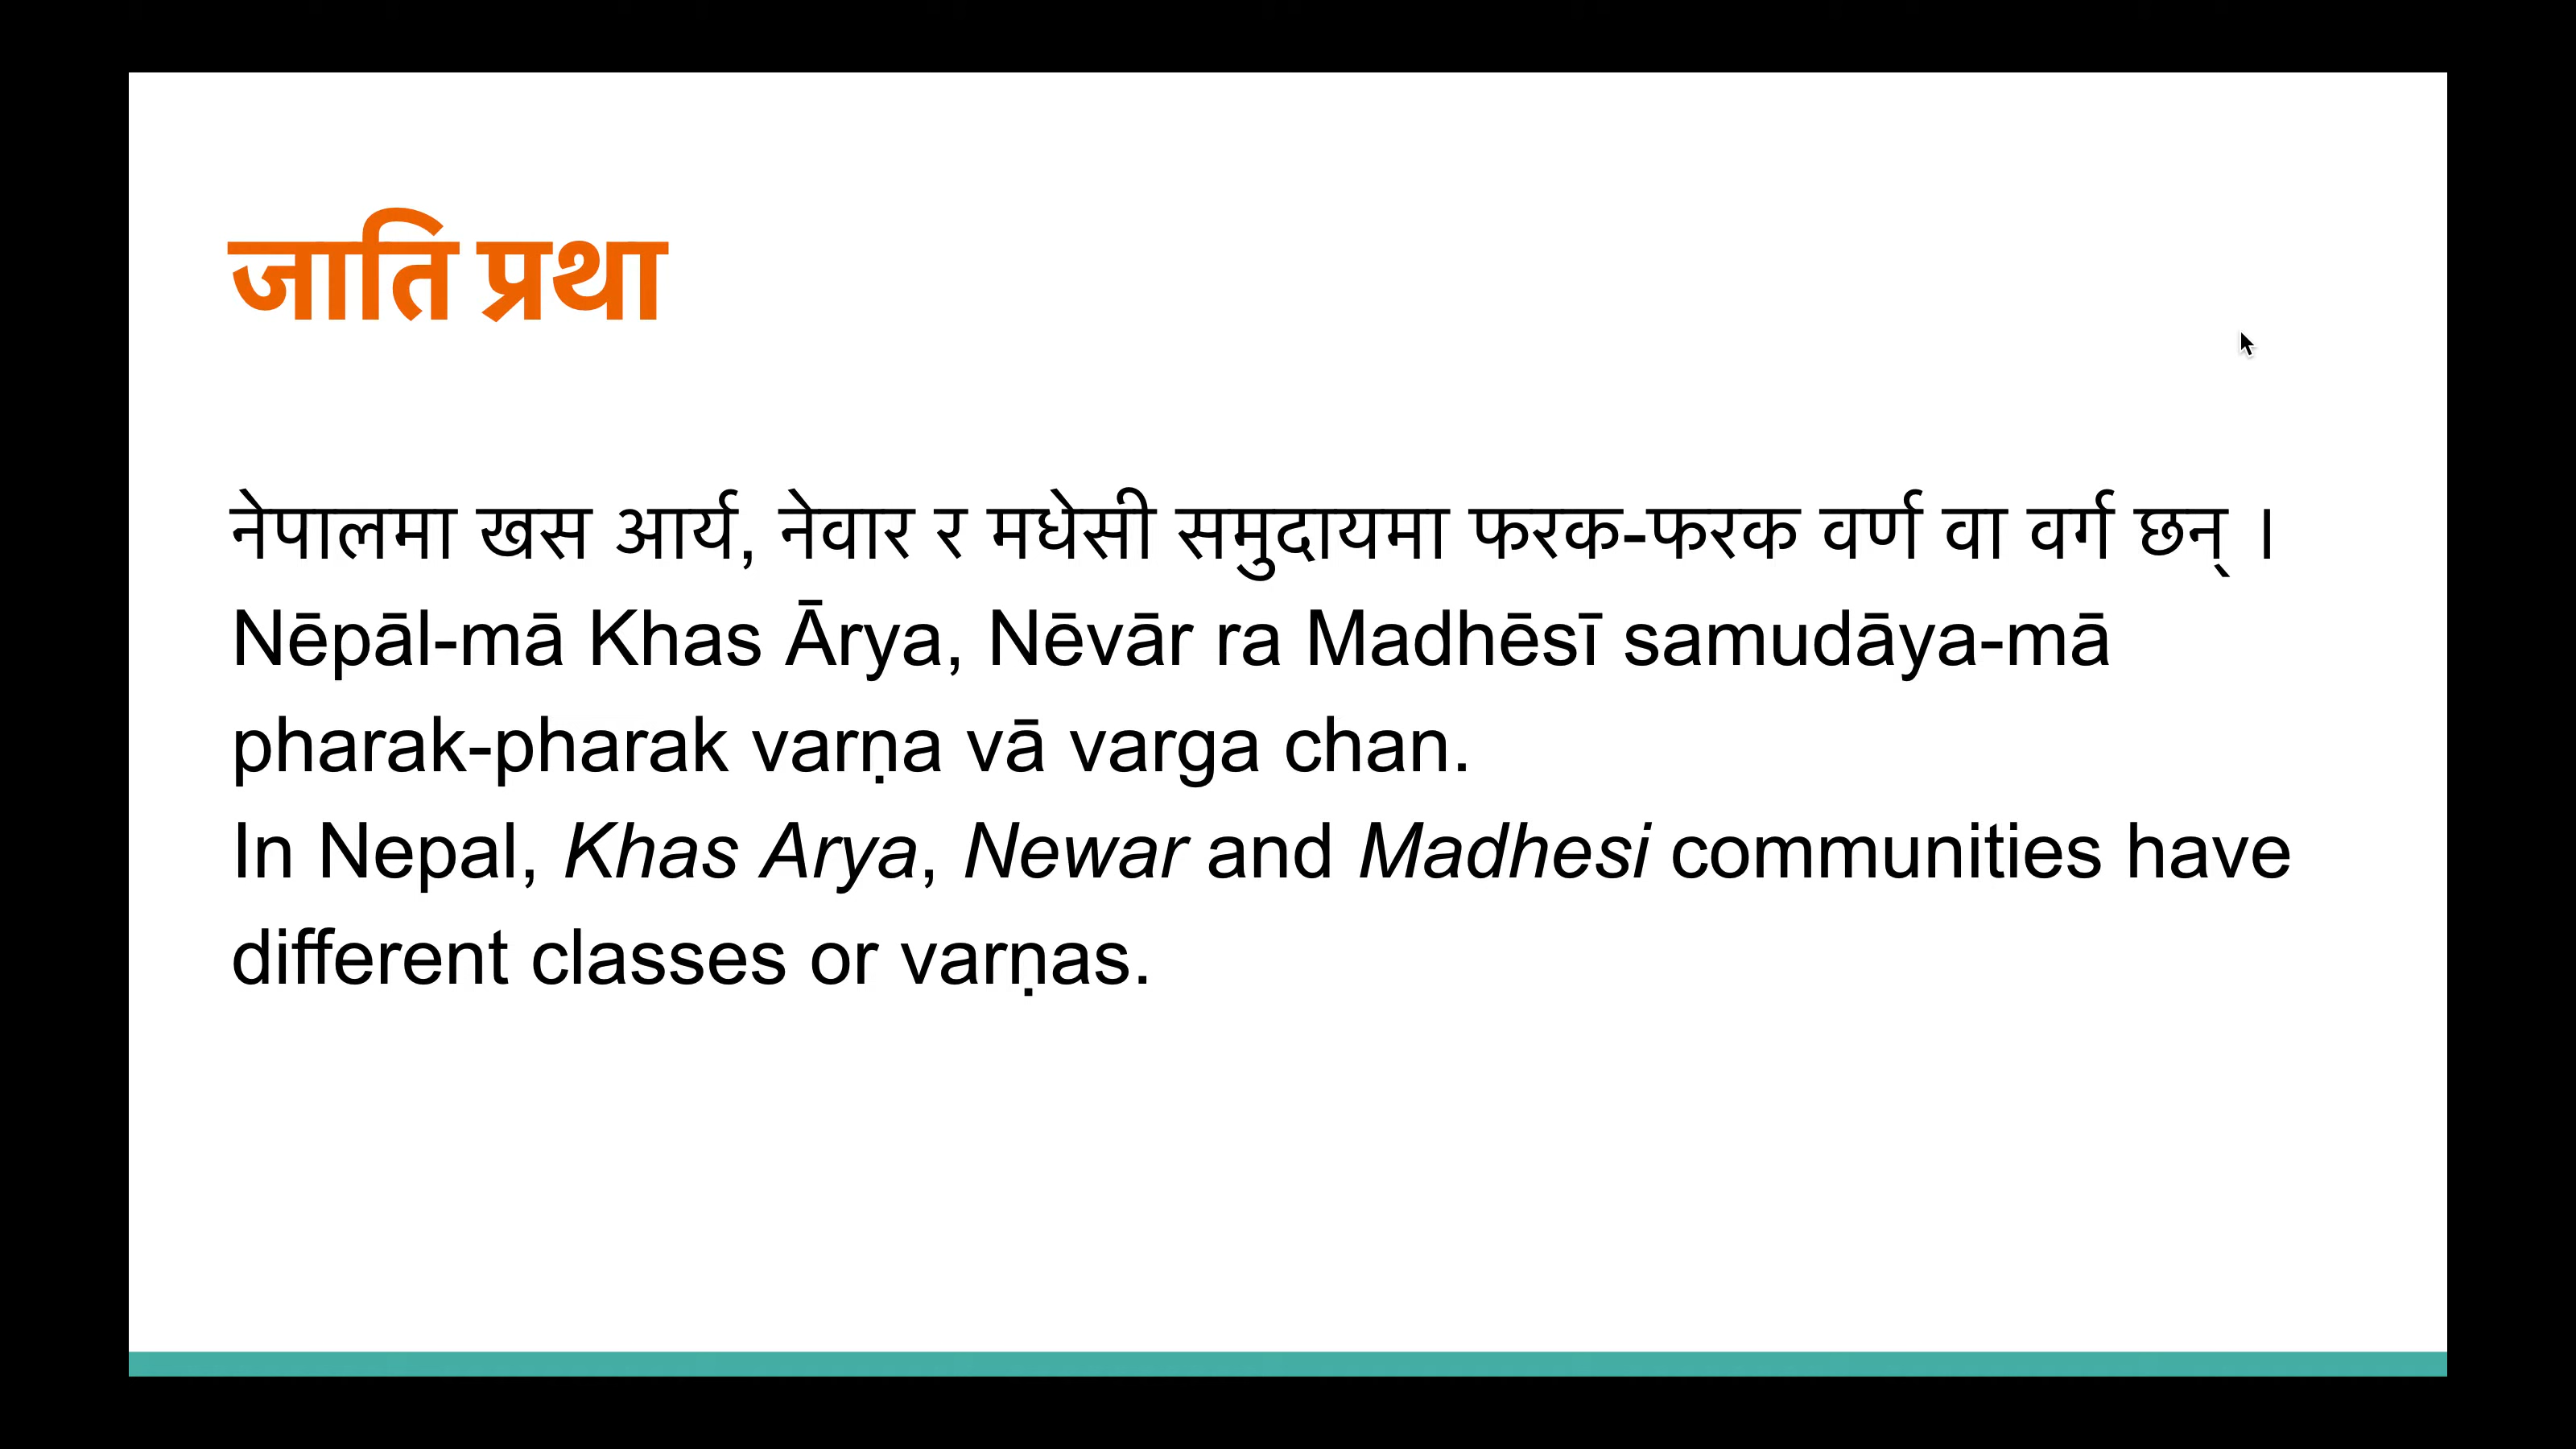 जाति प्रथा
नेपालमा खस आर्य, नेवार र मधेसी समुदायमा फरक-फरक वर्ण वा वर्ग छन् ।
Nēpāl-mā Khas Ārya, Nēvār ra Madhēsī samudāya-mā
pharak-pharak varṇa vā varga chan.
In Nepal, Khas Arya, Newar and Madhesi communities have
different classes or varṇas.